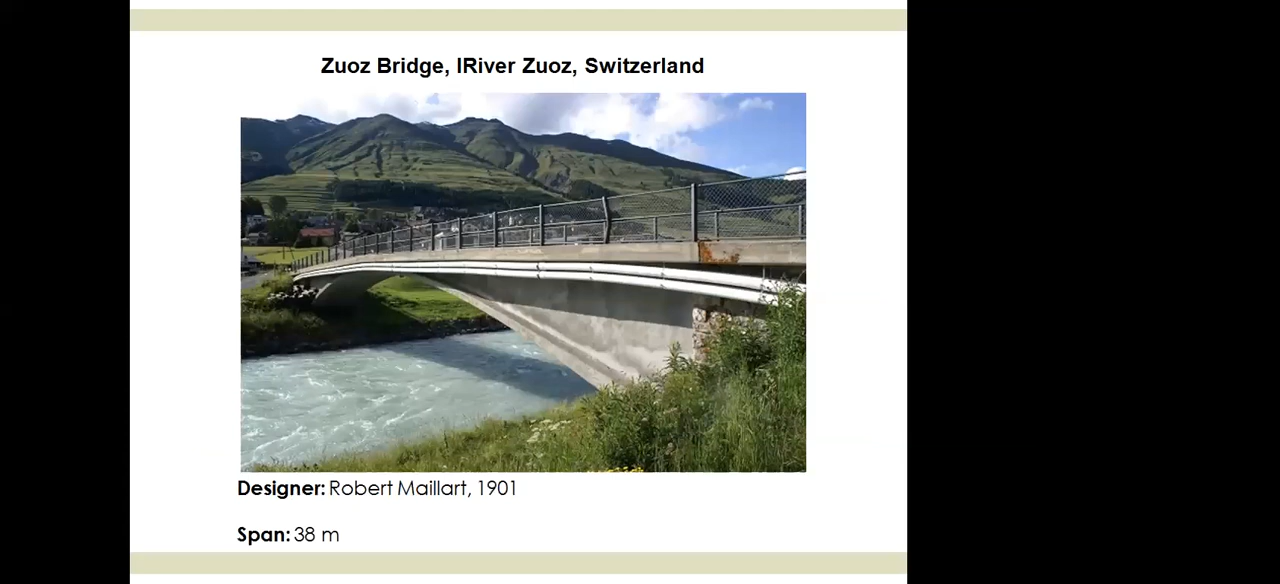 Zuoz Bridge, IRiver Zuoz, Switzerland
Designer: Robert Maillart, 1901
Span: 38 m